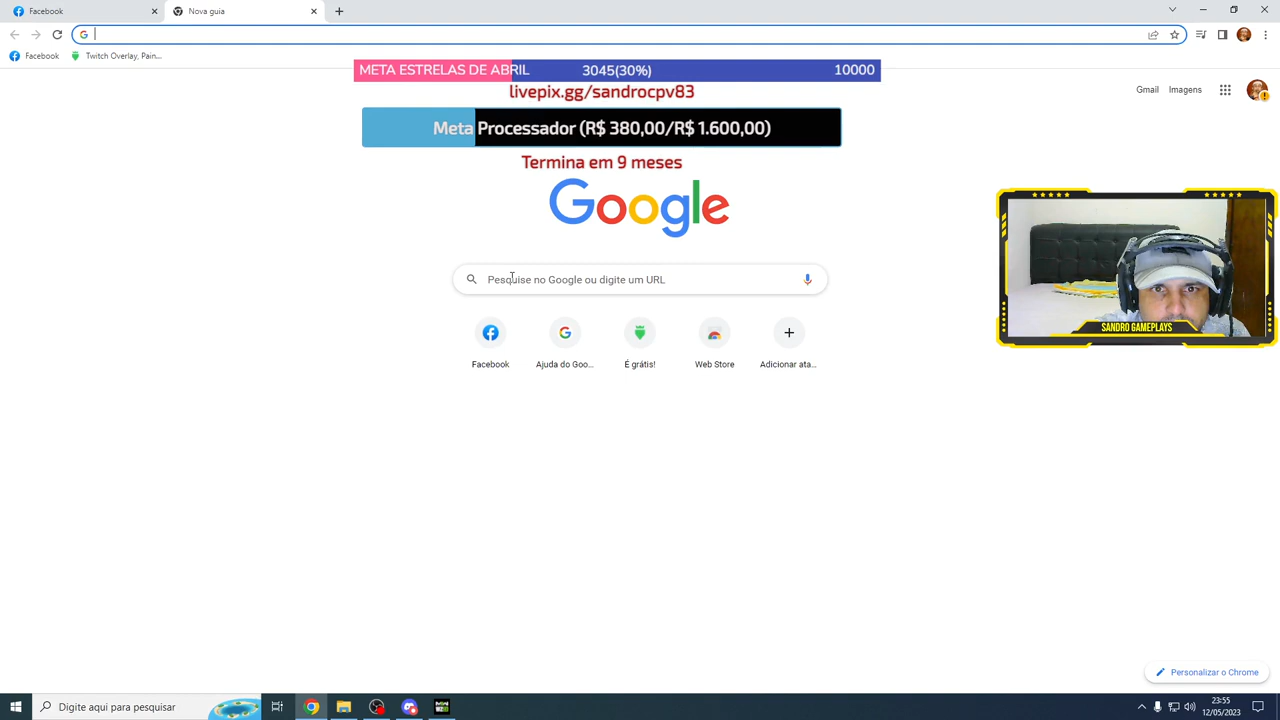 Facebook
Nova guia
Facebook
Twitch Overlay, Pain...
META ESTRELAS DE ABRIL 3045(30%) 10000
livepix.gg/sandrocpv83
Gmail Imagens
Meta Processador (R$ 380,00/R$ 1.600,00)
Termina em 9 meses
Google
Pesquise no Google ou digite um URL
SANDRO GAMEPLAYS
Facebook
Ajuda do Goo...
É grátis!
Web Store
Adicionar ata...
Personalizar o Chrome
Digite aqui para pesquisar
23:55
12/05/2023